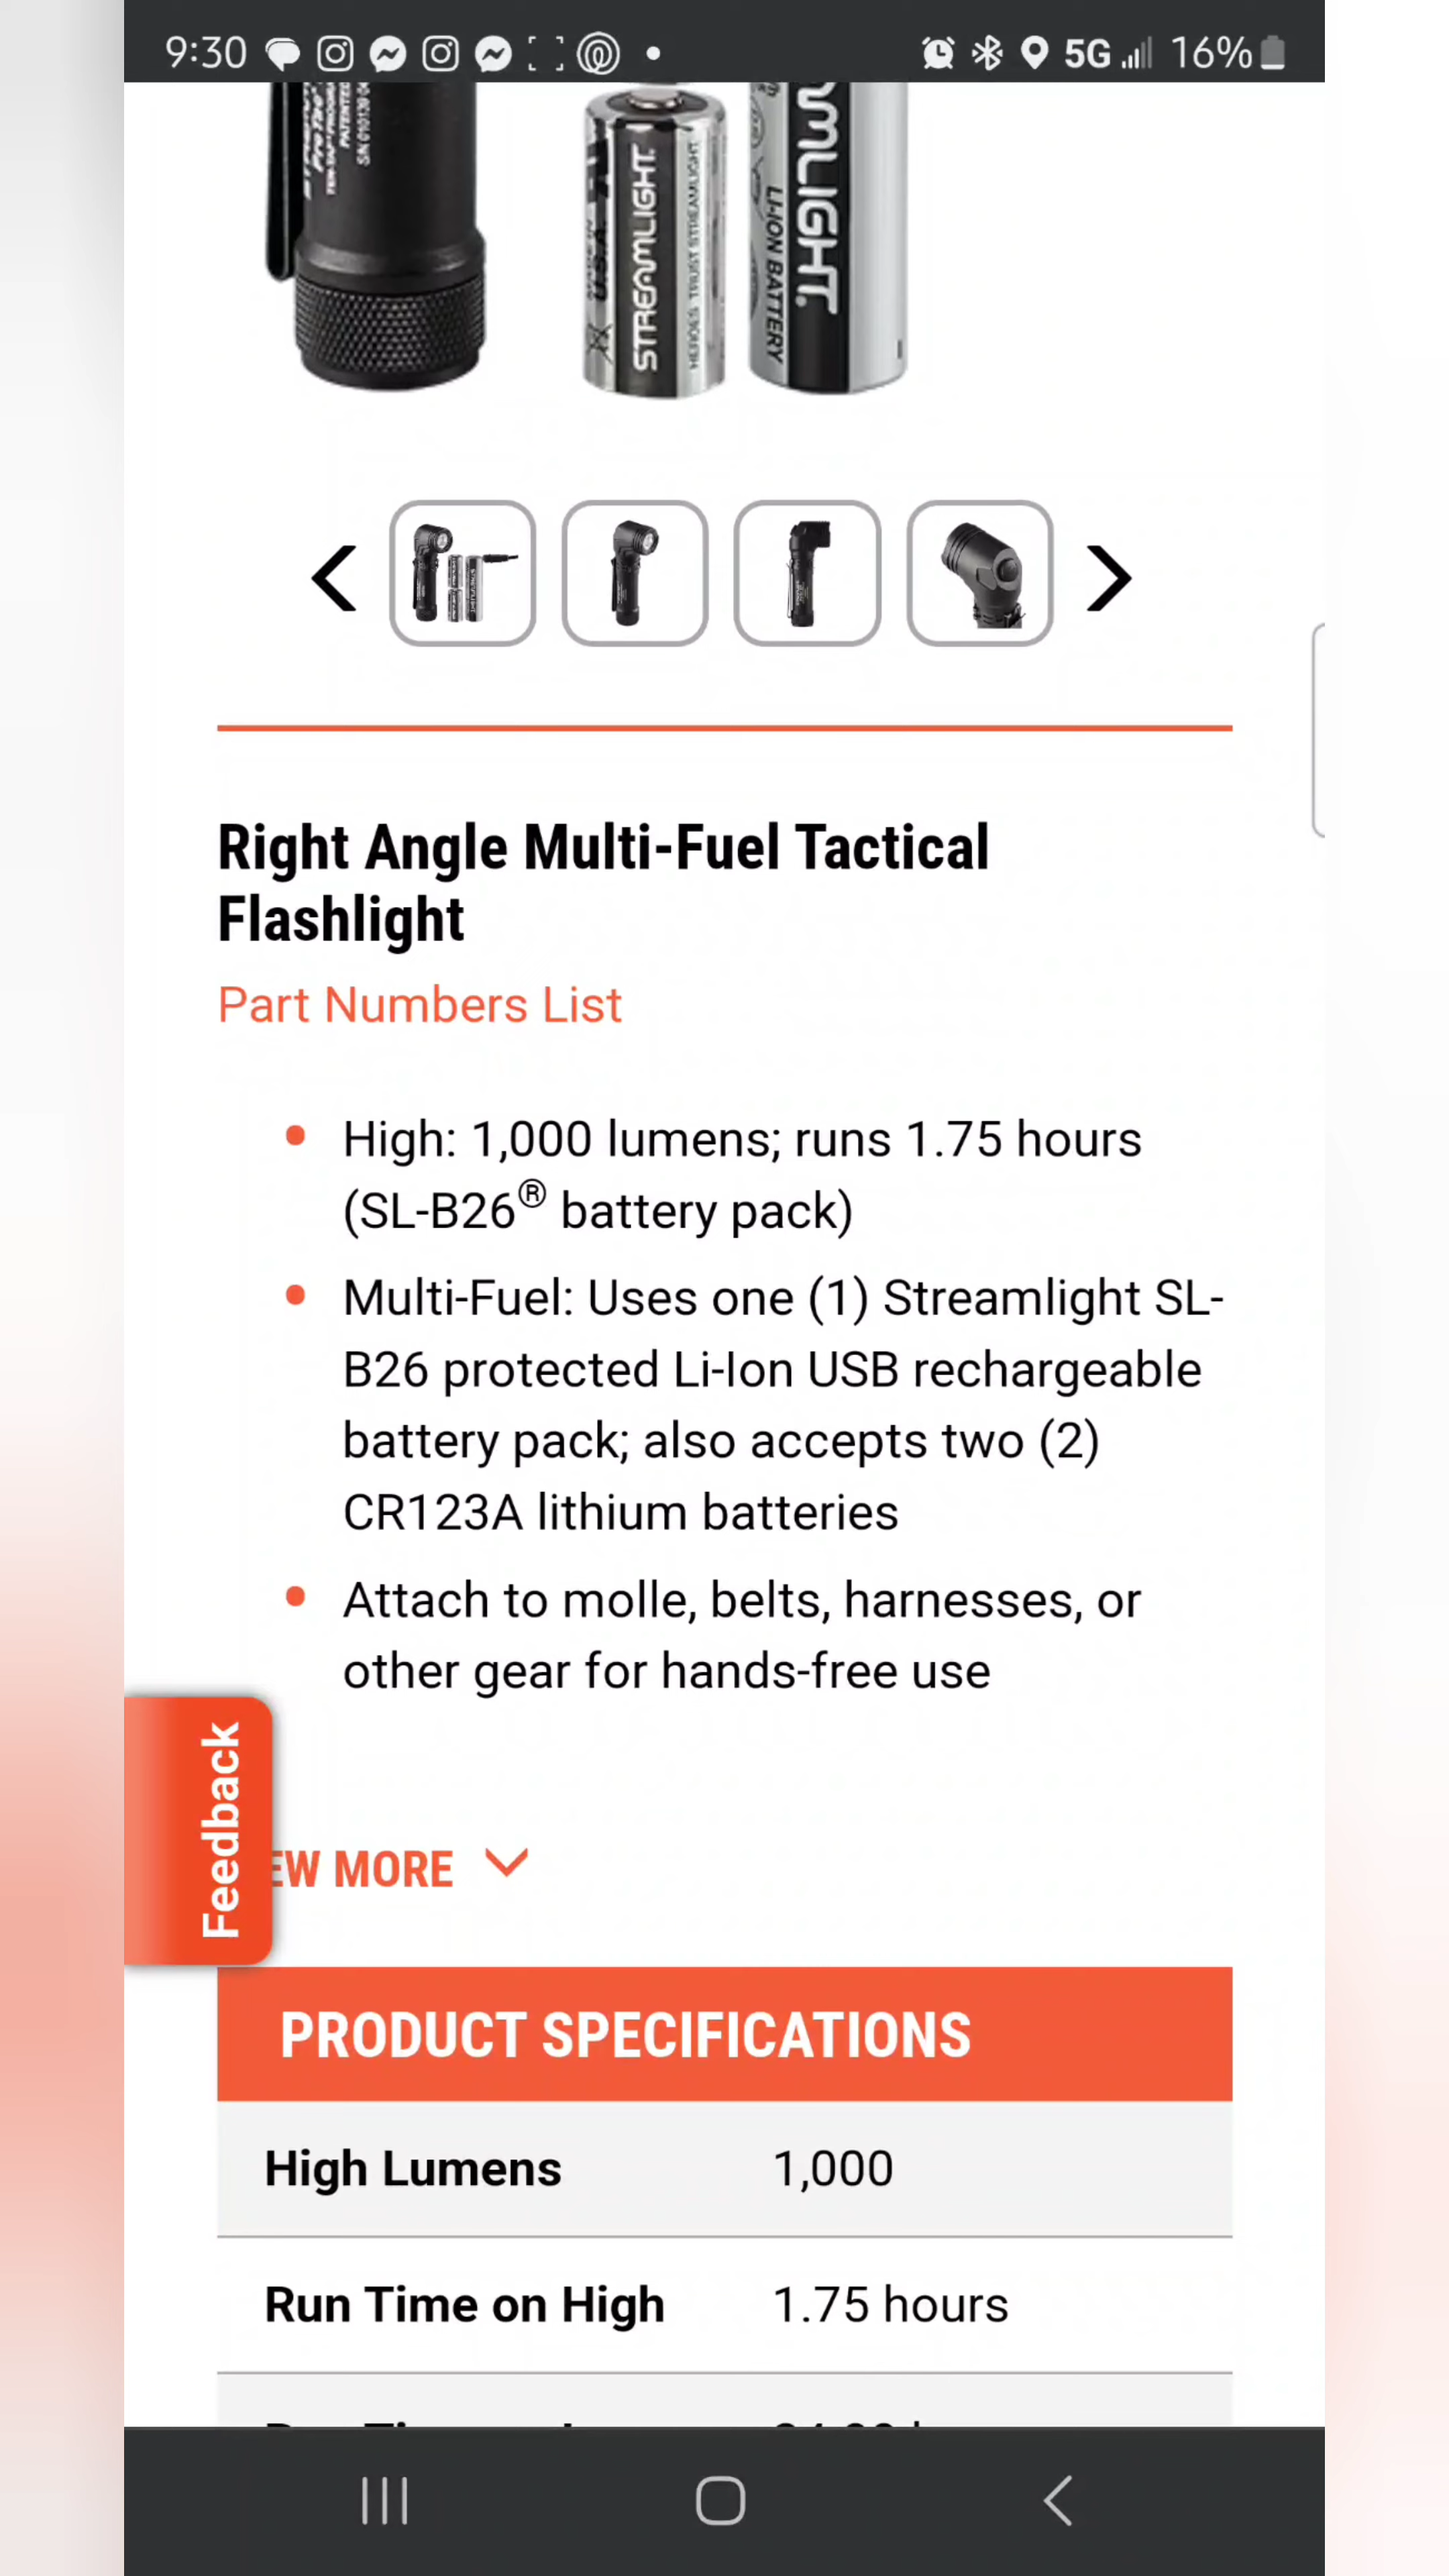 9:30
5G 16%
STREAMLIGHT.
HEROES TRUST STREAMLIGHT
U.S.A.
LI-ION BATTERY
Right Angle Multi-Fuel Tactical
Flashlight
Part Numbers List
• High: 1,000 lumens; runs 1.75 hours
(SL-B26® battery pack)
• Multi-Fuel: Uses one (1) Streamlight SL-
B26 protected Li-Ion USB rechargeable
battery pack; also accepts two (2)
CR123A lithium batteries
• Attach to molle, belts, harnesses, or
other gear for hands-free use
Feedback
EW MORE
PRODUCT SPECIFICATIONS
High Lumens 1,000
Run Time on High 1.75 hours